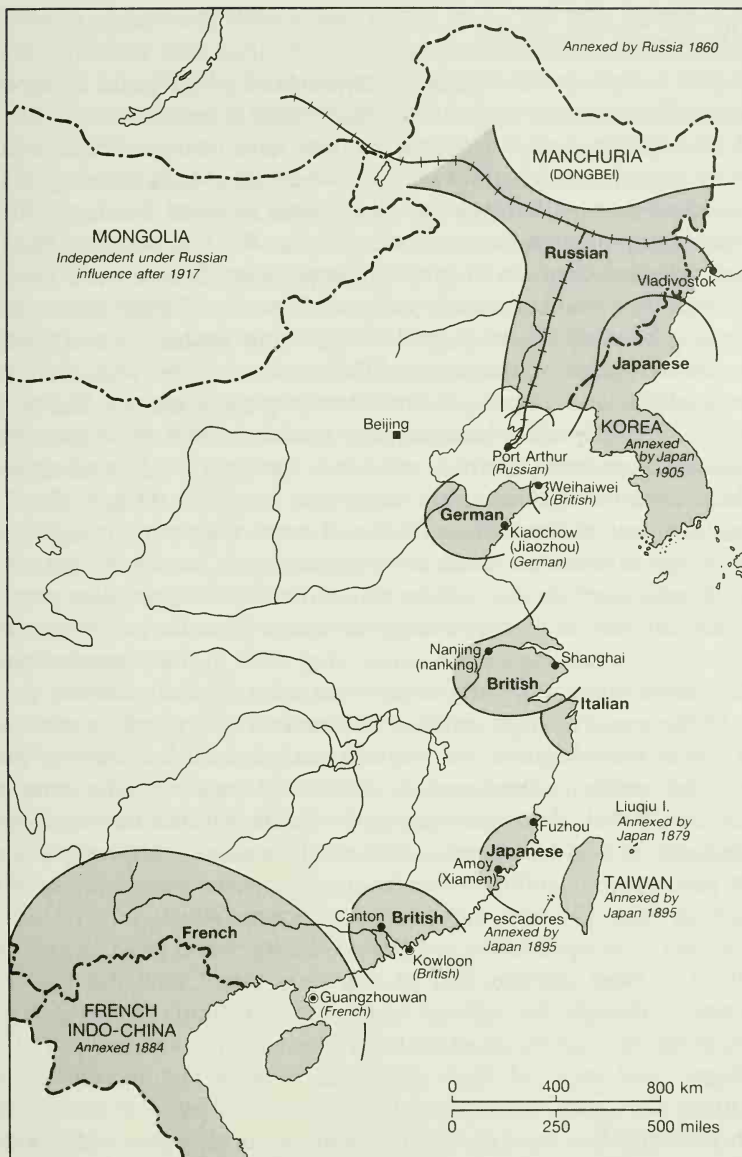 Annexed by Russia 1860
MANCHURIA
(DONGBEI)
MONGOLIA
Independent under Russian
influence after 1917
Russian
Vladivostok
Japanese
Beijing
KOREA
Annexed
by Japan
1905
Port Arthur
(Russian)
Weihaiwei
(British)
German
Kiaochow
(Jiaozhou)
(German)
Nanjing
(nanking)
Shanghai
British
Italian
Liuqiu I.
Annexed by
Japan 1879
Fuzhou
Japanese
Amoy
(Xiamen)
TAIWAN
Annexed by
Japan 1895
Pescadores
Annexed by
Japan 1895
French
Canton
British
Kowloon
(British)
Guangzhouwan
(French)
FRENCH
INDO-CHINA
Annexed 1884
0 400 800 km
0 250 500 miles